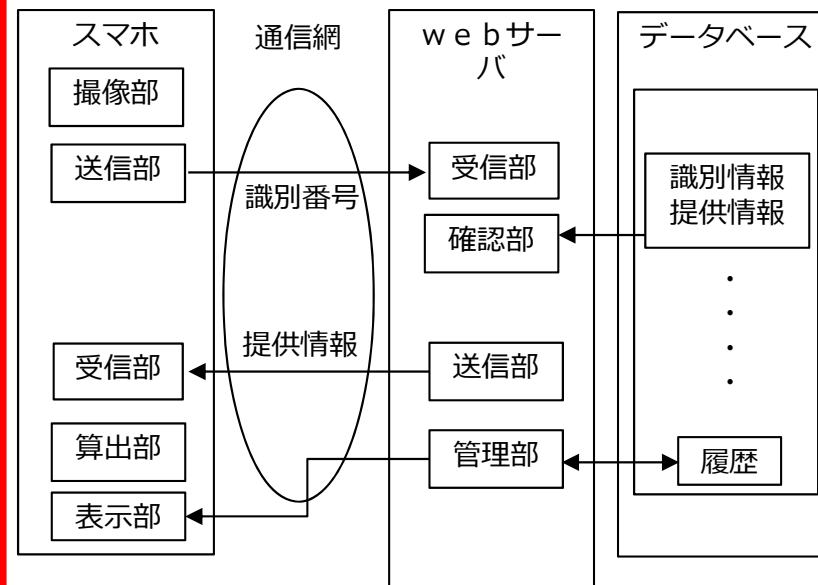 スマホ
撮像部
送信部
受信部
算出部
表示部
通信網
識別番号
提供情報
ｗｅｂサー
バ
受信部
確認部
送信部
管理部
データベース
識別情報
提供情報
・
・
・
・
履歴